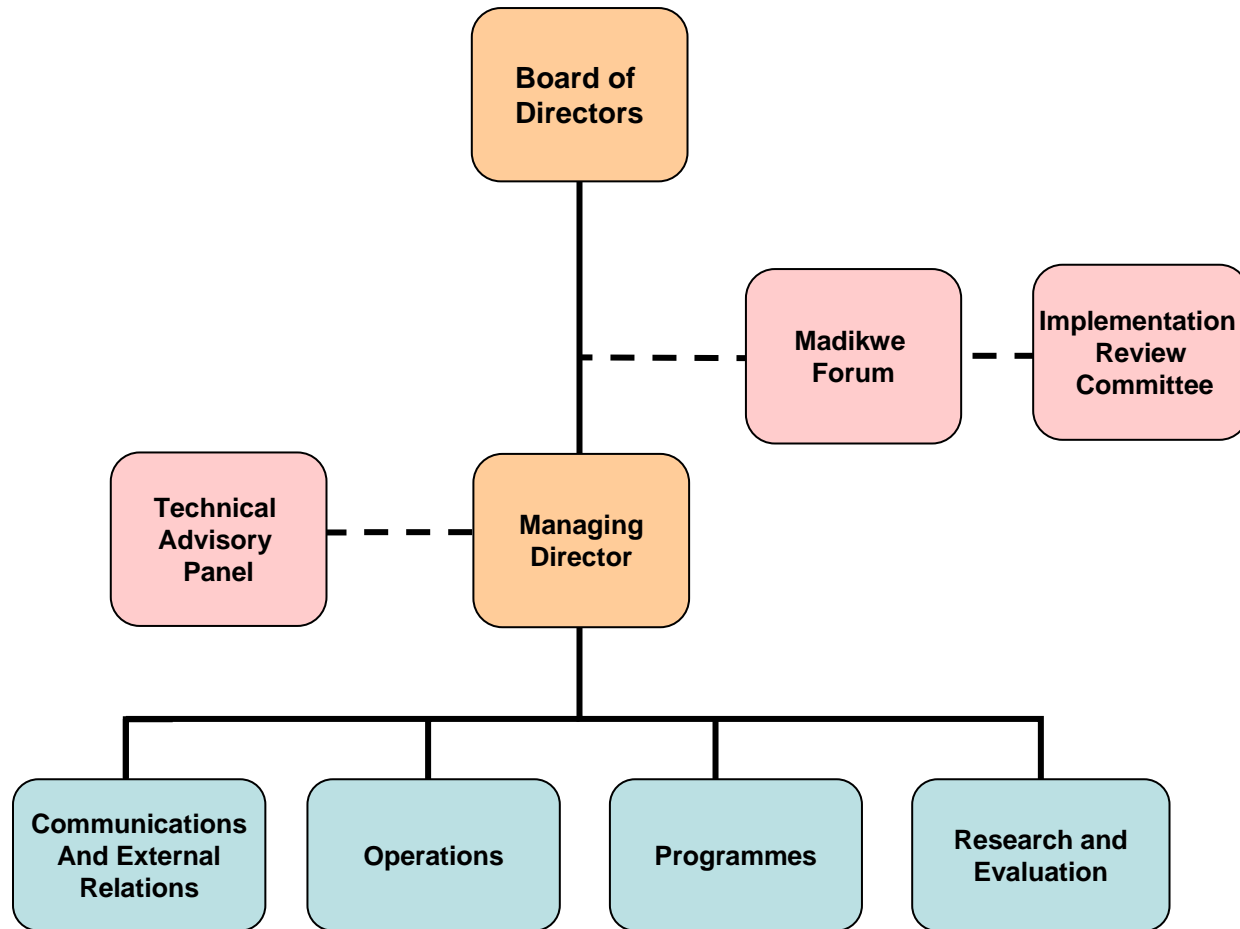 Board of
Directors
Madikwe
Forum
Implementation
Review
Committee
Technical
Advisory
Panel
Managing
Director
Communications
And External
Relations
Operations
Programmes
Research and
Evaluation